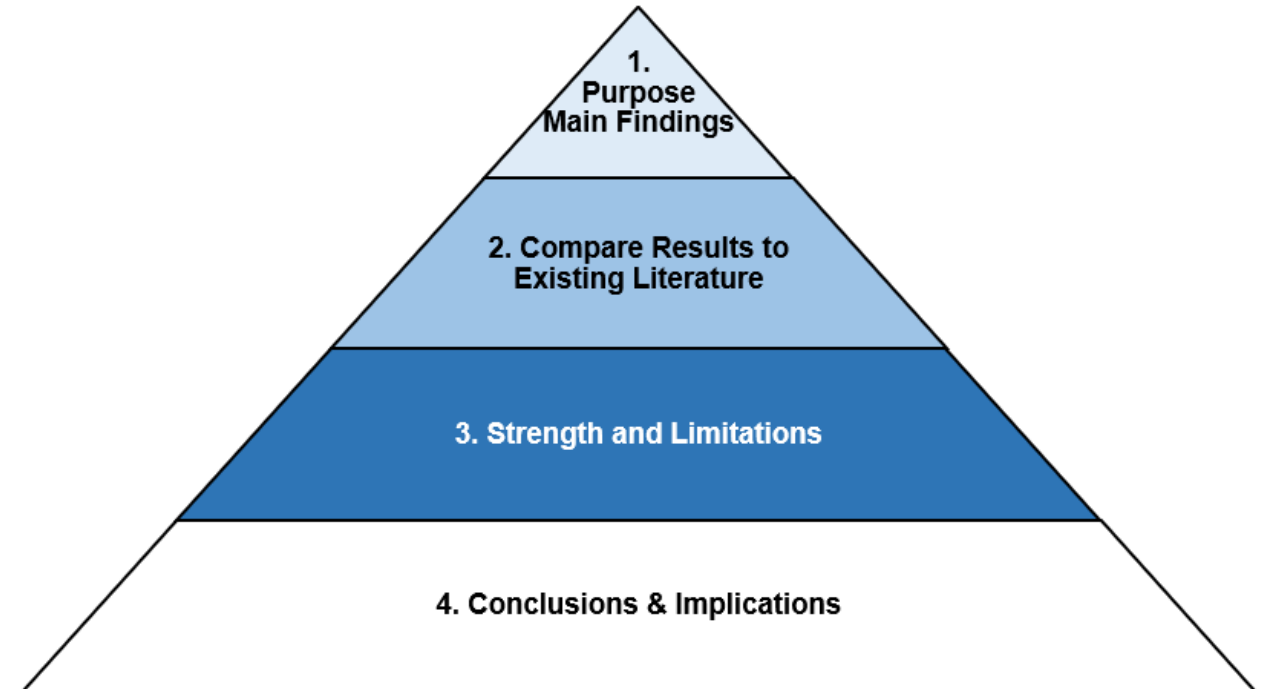 1.
Purpose
Main Findings
2. Compare Results to
Existing Literature
3. Strength and Limitations
4. Conclusions & Implications